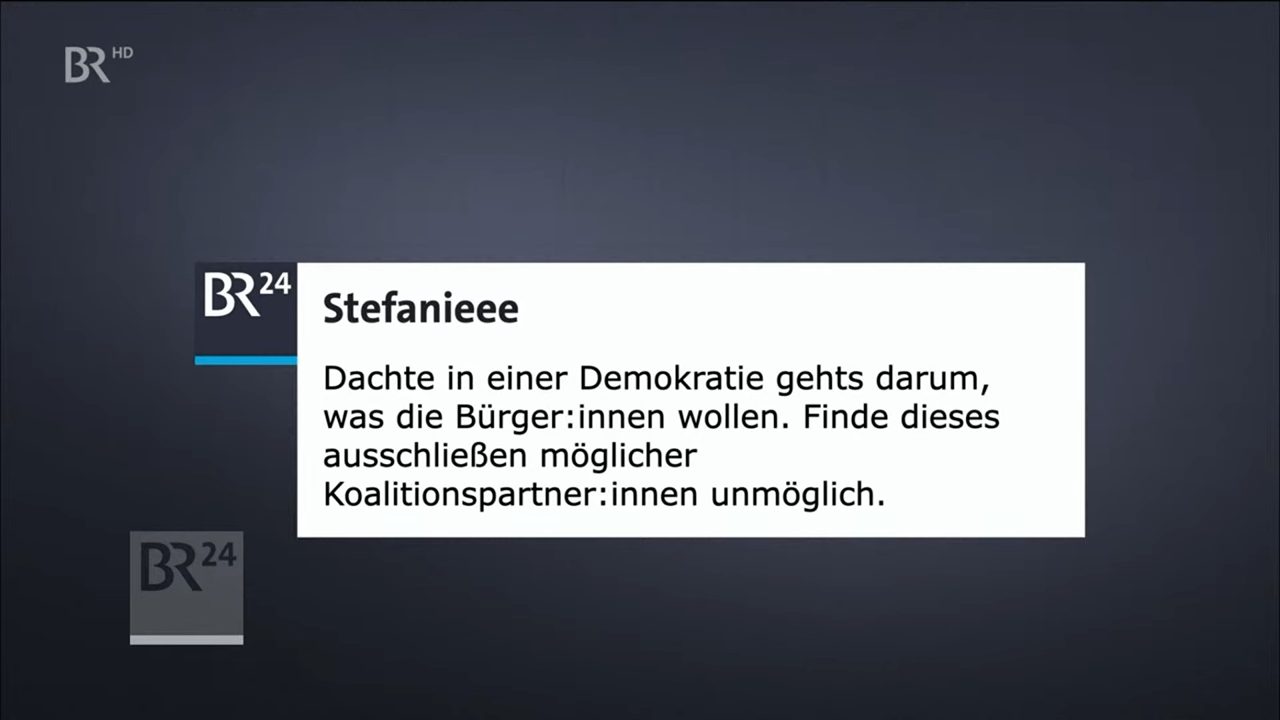 BR HD
BR24
Stefanieee
Dachte in einer Demokratie gehts darum,
was die Bürger:innen wollen. Finde dieses
ausschließen möglicher
Koalitionspartner:innen unmöglich.
BR24